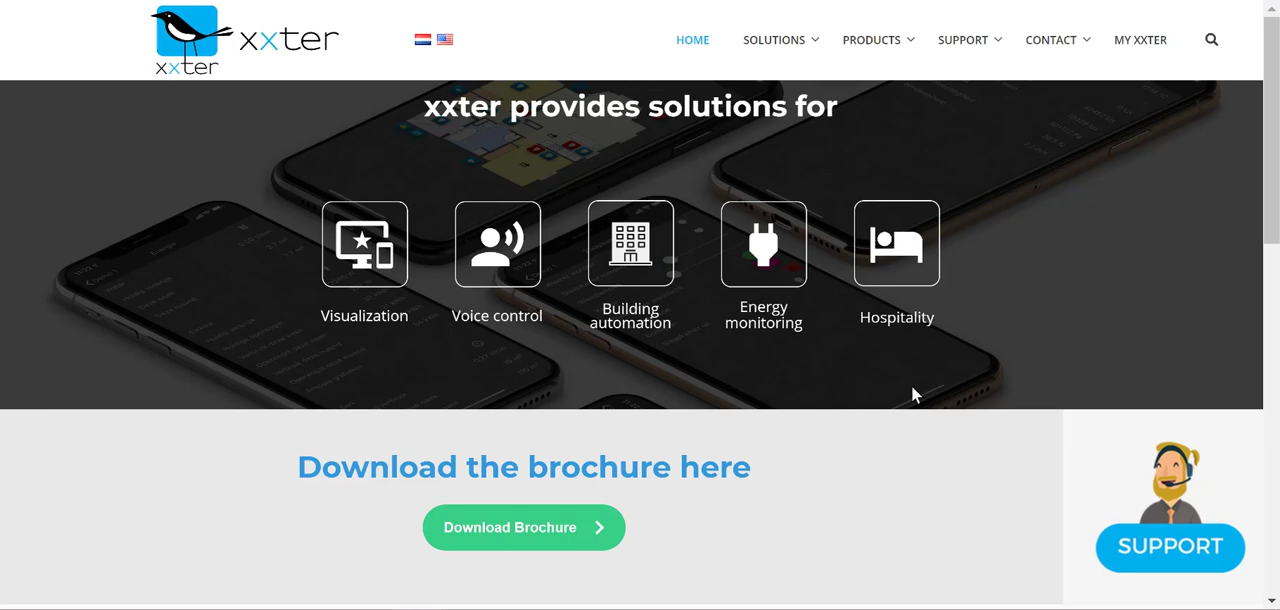 xxter
xxter
HOME
SOLUTIONS
PRODUCTS
SUPPORT
CONTACT
MY XXTER
xxter provides solutions for
Visualization
Voice control
Building
automation
Energy
monitoring
Hospitality
Download the brochure here
Download Brochure
SUPPORT